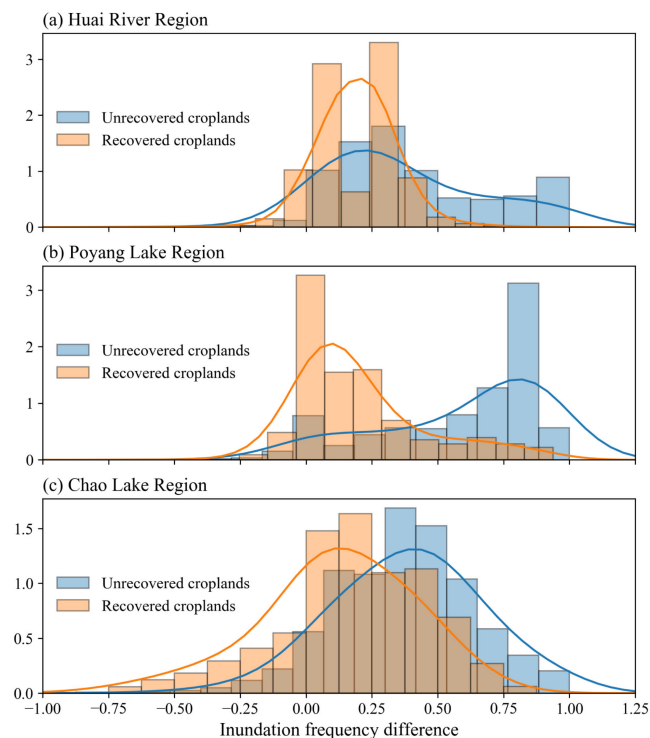 (a) Huai River Region
3
2
1
0
Unrecovered croplands
Recovered croplands
(b) Poyang Lake Region
3
2
1
0
Unrecovered croplands
Recovered croplands
(c) Chao Lake Region
1.5
1.0
0.5
0.0
Unrecovered croplands
Recovered croplands
−1.00 −0.75 −0.50 −0.25 0.00 0.25 0.50 0.75 1.00 1.25
Inundation frequency difference